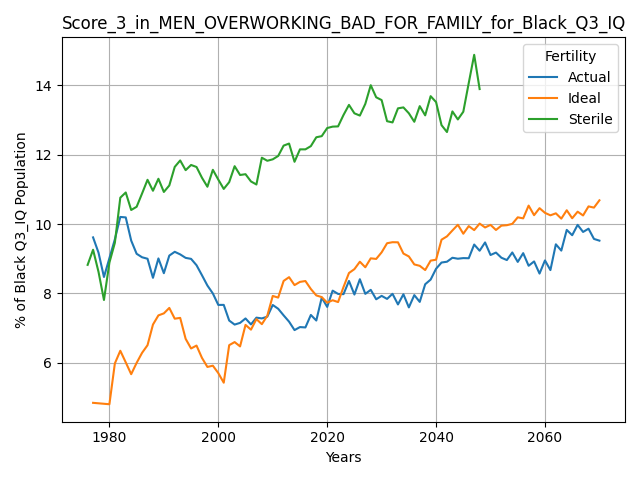 Score_3_in_MEN_OVERWORKING_BAD_FOR_FAMILY_for_Black_Q3_IQ
Fertility
Actual
Ideal
Sterile
% of Black Q3_IQ Population
14
12
10
8
6
1980
2000
2020
2040
2060
Years